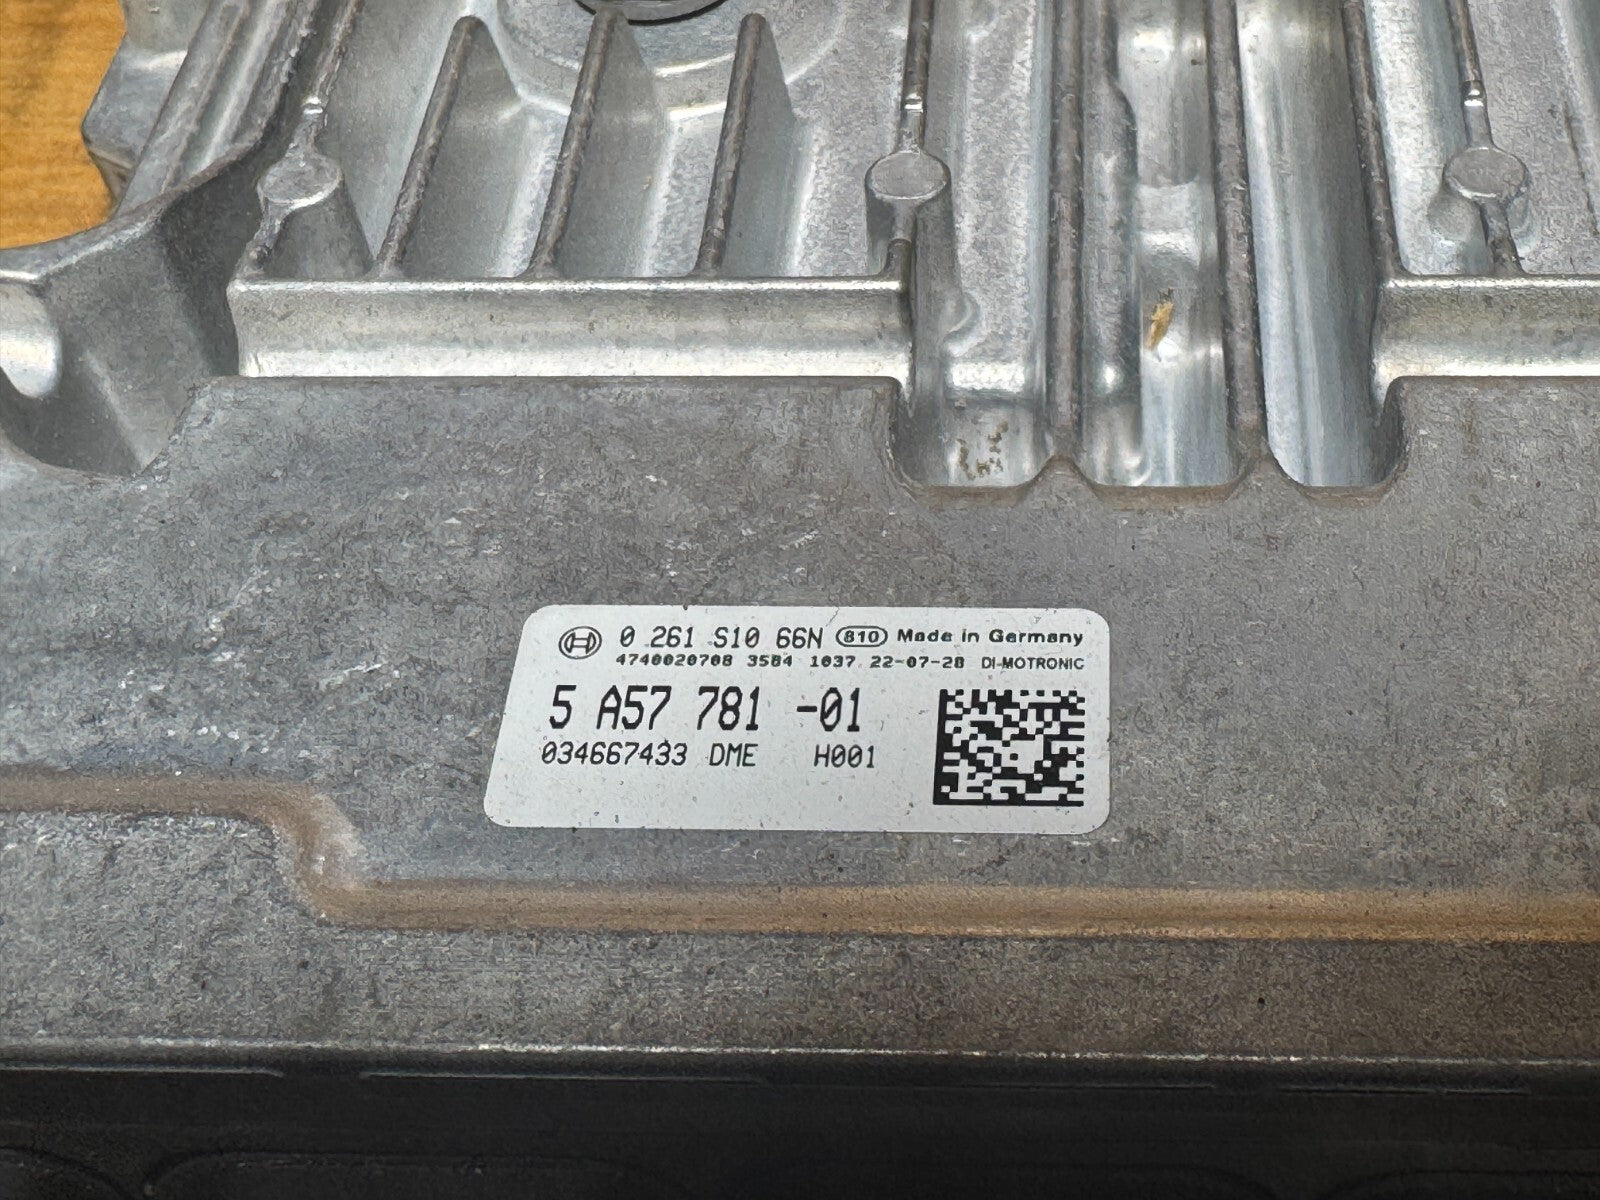 0 261 S10 66N 810 Made in Germany
4740020708 3584 1037 22-07-28 DI-MOTRONIC
5 A57 781 -01
034667433 DME H001